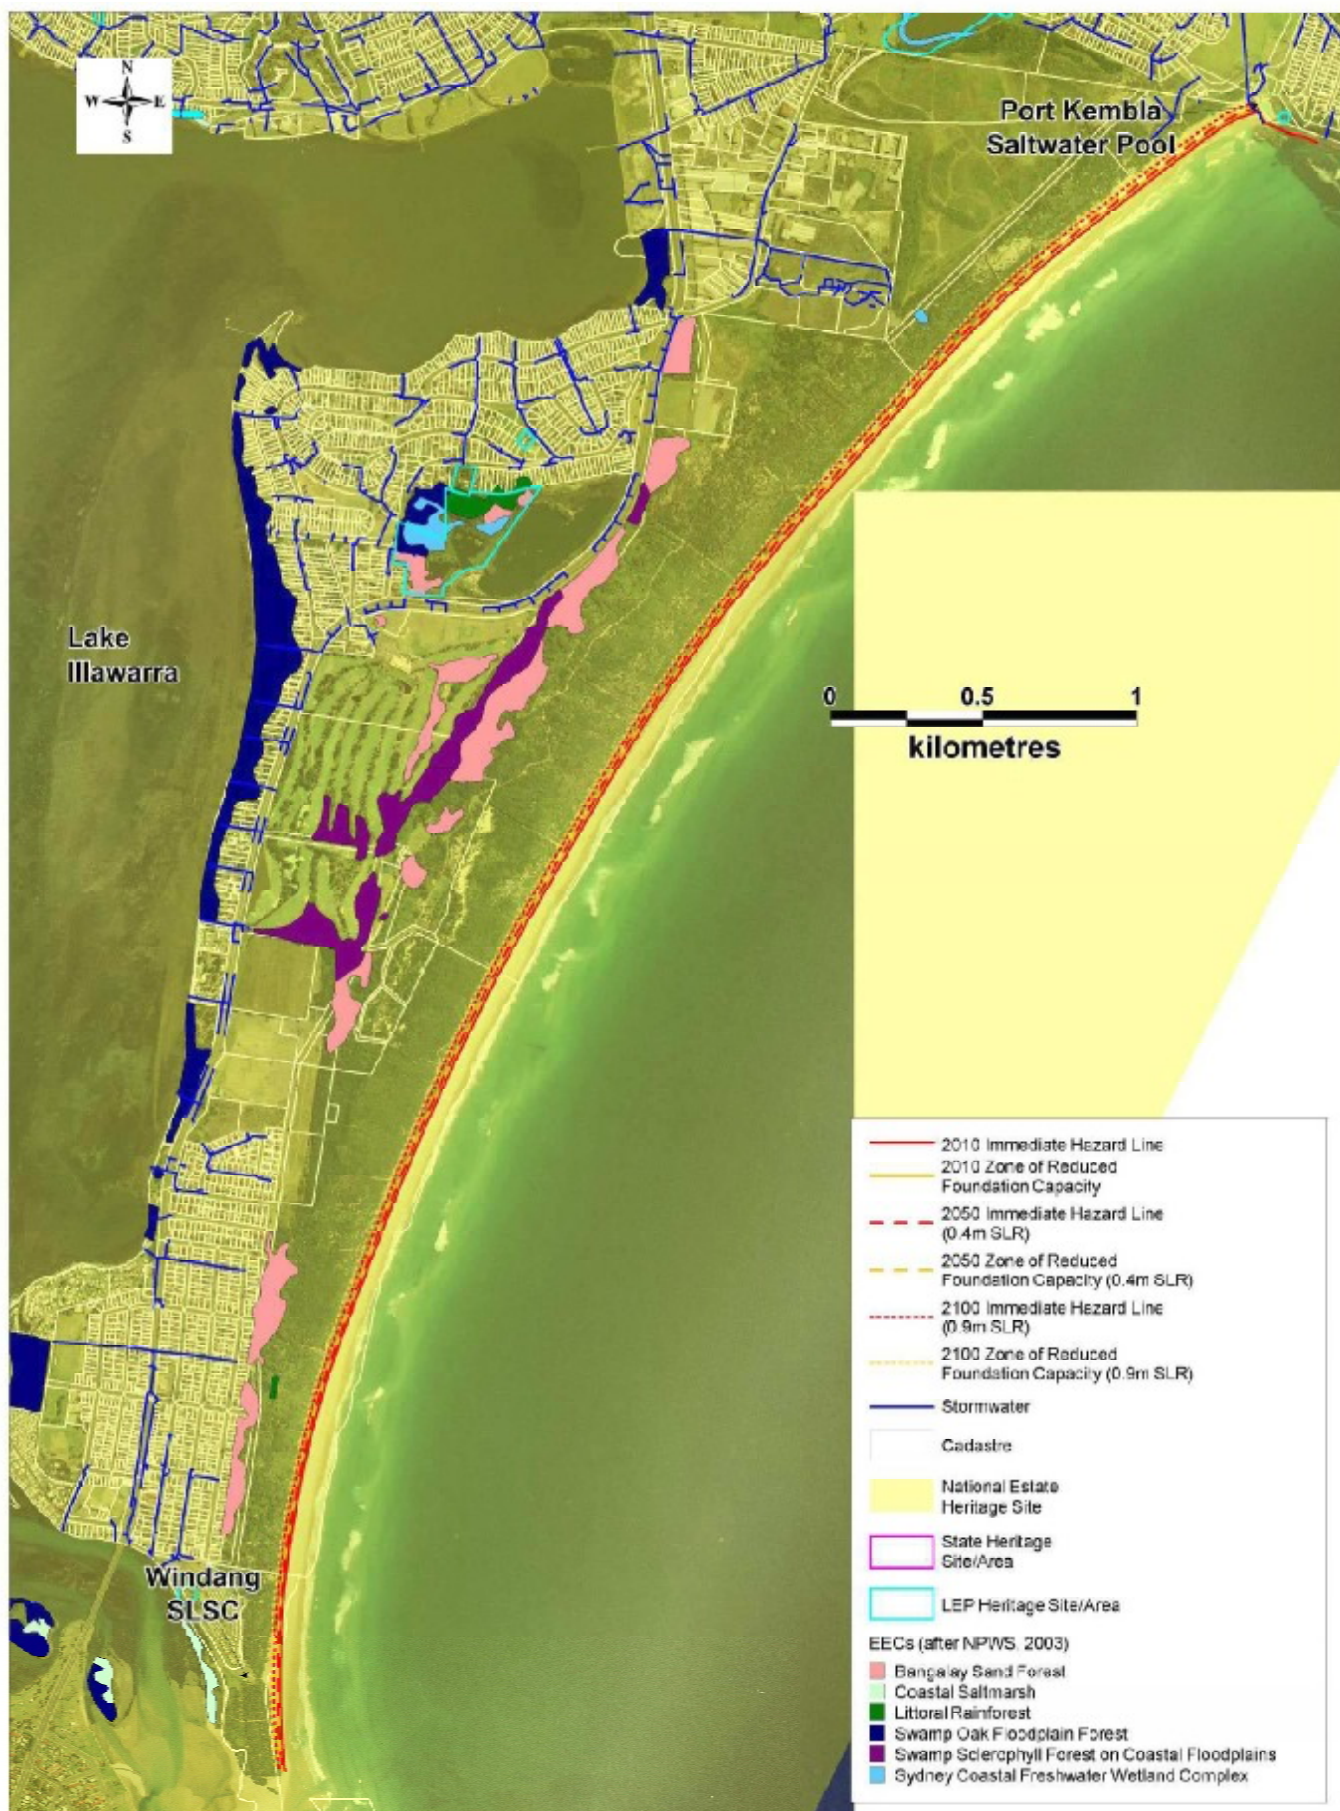 N
W E
S
Port Kembla
Saltwater Pool
Lake
Illawarra
0 0.5 1
kilometres
Windang
SLSC
2010 Immediate Hazard Line
2010 Zone of Reduced
Foundation Capacity
2050 Immediate Hazard Line
(0.4m SLR)
2050 Zone of Reduced
Foundation Capacity (0.4m SLR)
2100 Immediate Hazard Line
(0.9m SLR)
2100 Zone of Reduced
Foundation Capacity (0.9m SLR)
Stormwater
Cadastre
National Estate
Heritage Site
State Heritage
Site/Area
LEP Heritage Site/Area
EECs (after NPWS, 2003)
Bangalay Sand Forest
Coastal Saltmarsh
Littoral Rainforest
Swamp Oak Floodplain Forest
Swamp Sclerophyll Forest on Coastal Floodplains
Sydney Coastal Freshwater Wetland Complex